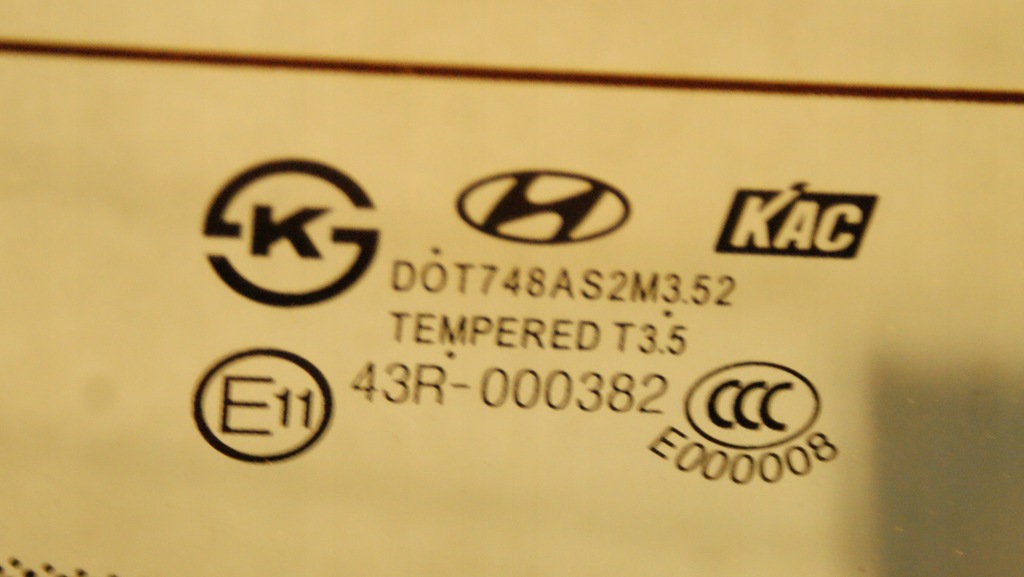 K
KAC
DOT748AS2M3.52
TEMPERED T3.5
E11 43R-000382 CCC
E000008